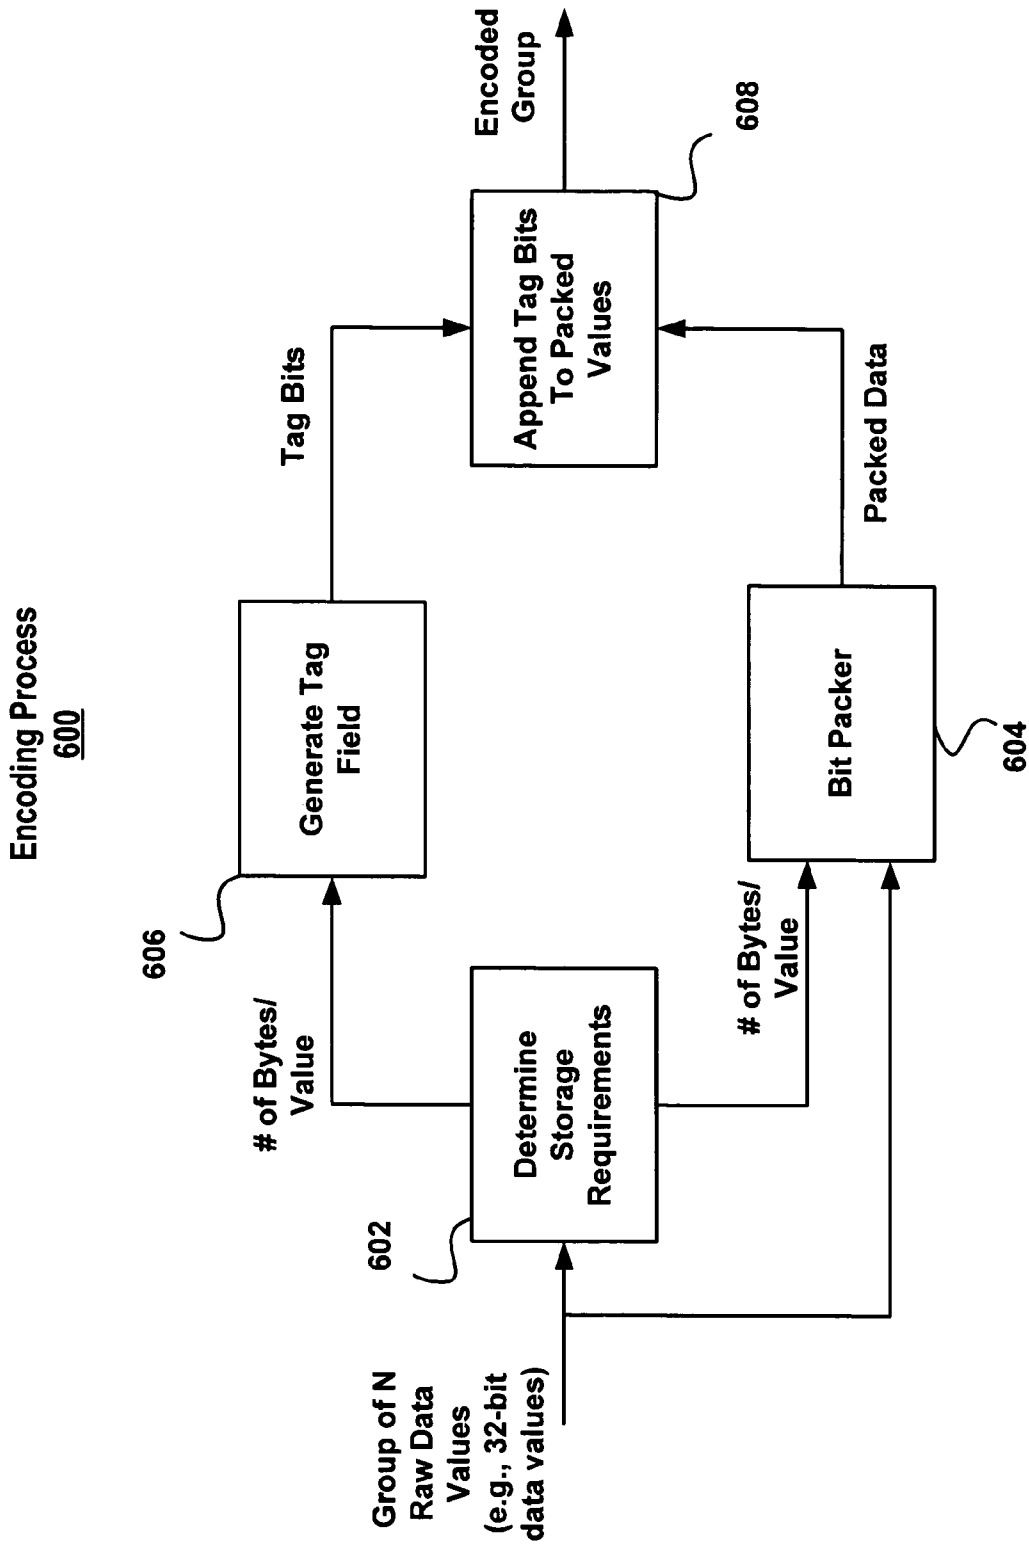 Encoding Process
600
Group of N
Raw Data
Values
(e.g., 32-bit
data values)
602
Determine
Storage
Requirements
# of Bytes/
Value
606
Generate Tag
Field
Tag Bits
# of Bytes/
Value
Bit Packer
604
Packed Data
Append Tag Bits
To Packed
Values
608
Encoded
Group